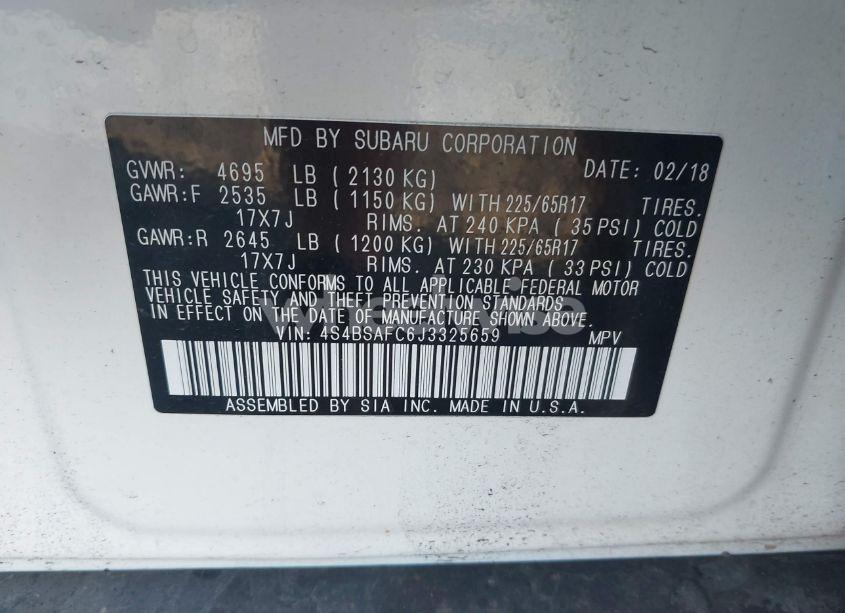 MFD BY SUBARU CORPORATION
GVWR: 4695 LB ( 2130 KG) DATE: 02/18
GAWR:F 2535 LB ( 1150 KG) WITH 225/65R17 TIRES.
17X7J RIMS. AT 240 KPA ( 35 PSI) COLD
GAWR:R 2645 LB ( 1200 KG) WITH 225/65R17 TIRES.
17X7J RIMS. AT 230 KPA ( 33 PSI) COLD
THIS VEHICLE CONFORMS TO ALL APPLICABLE FEDERAL MOTOR
VEHICLE SAFETY AND THEFT PREVENTION STANDARDS
IN EFFECT ON THE DATE OF MANUFACTURE SHOWN ABOVE.
VIN: 4S4BSAFC6J3325659 MPV
ASSEMBLED BY SIA INC. MADE IN U.S.A.